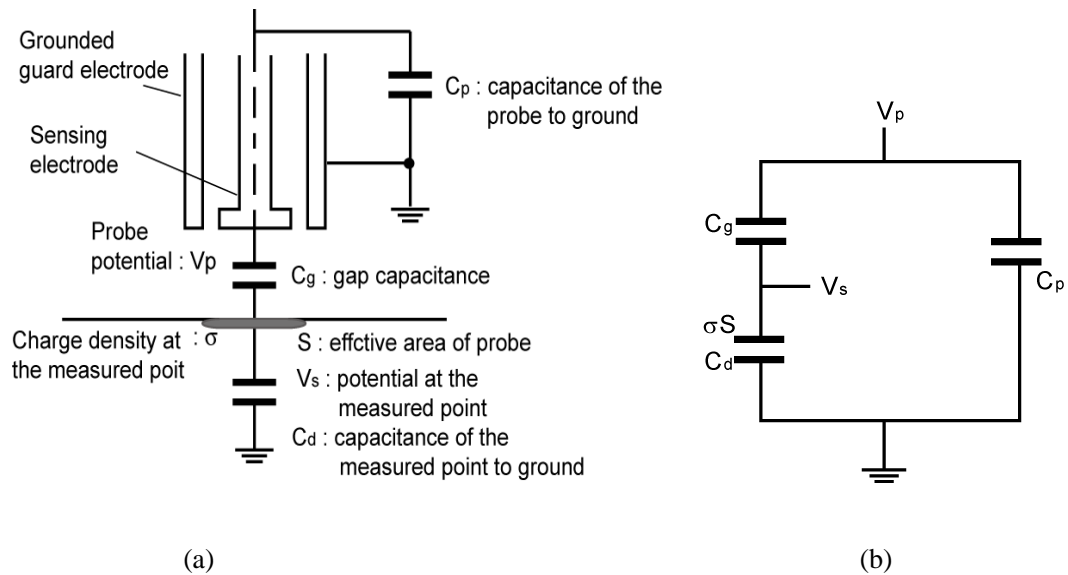 Grounded
guard electrode
Sensing
electrode
Cp : capacitance of the
probe to ground
Probe
potential : Vp
Cg : gap capacitance
Charge density at : σ
the measured poit
S : effctive area of probe
Vs : potential at the
measured point
Cd : capacitance of the
measured point to ground
(a)
Vp
Cg
Cp
Vs
σS
Cd
(b)